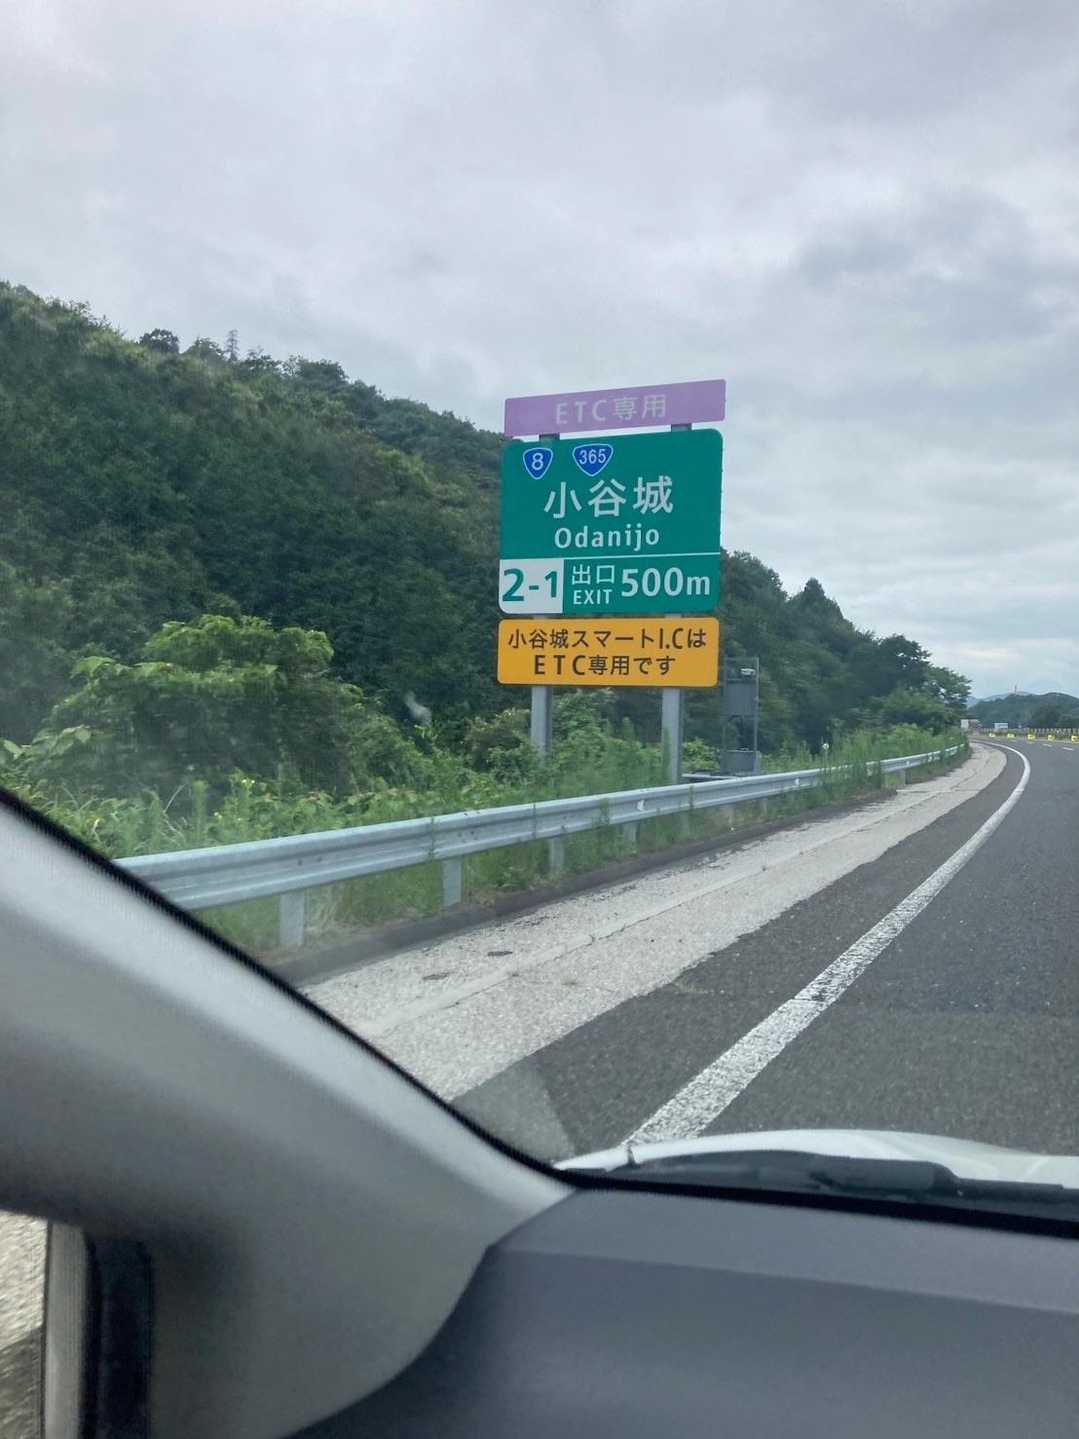 ETC専用
8 365
小谷城
Odanijo
2-1 出口 EXIT 500m
小谷城スマートI.Cは
ETC専用です